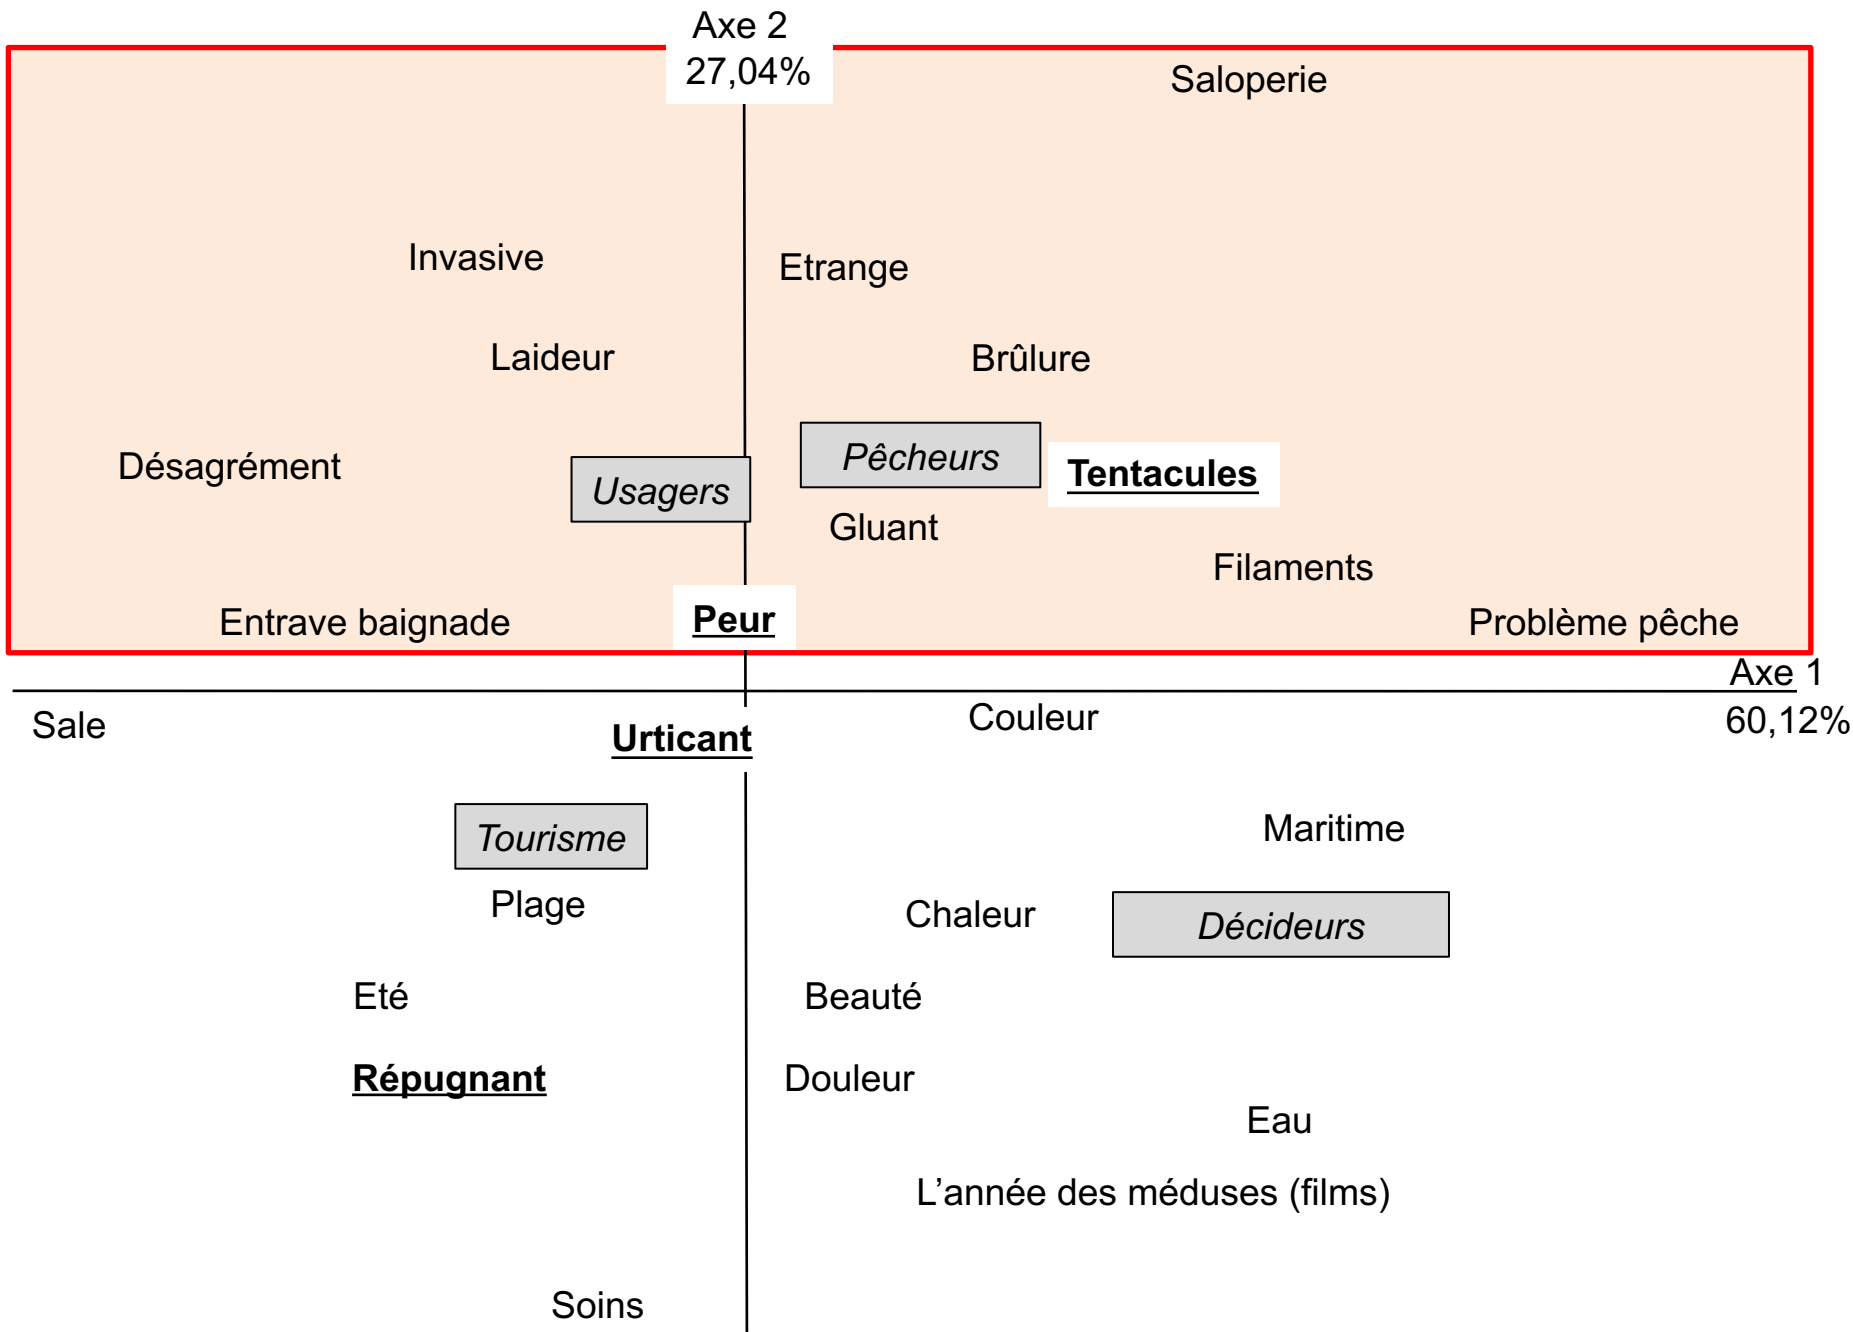 Axe 2
27,04%
Saloperie
Invasive
Etrange
Laideur
Brûlure
Désagrément
Usagers
Pêcheurs
Tentacules
Gluant
Filaments
Entrave baignade
Peur
Problème pêche
Axe 1
60,12%
Sale
Urticant
Couleur
Tourisme
Maritime
Plage
Chaleur
Décideurs
Eté
Beauté
Répugnant
Douleur
Eau
L’année des méduses (films)
Soins